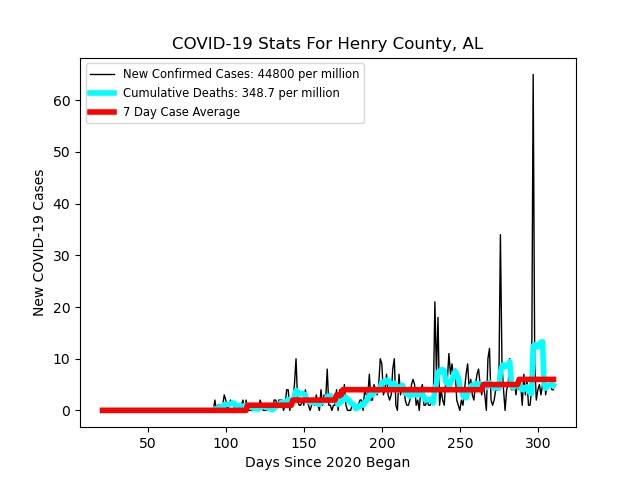 COVID-19 Stats For Henry County, AL
New Confirmed Cases: 44800 per million
Cumulative Deaths: 348.7 per million
7 Day Case Average
New COVID-19 Cases
60
50
40
30
20
10
0
50 100 150 200 250 300
Days Since 2020 Began